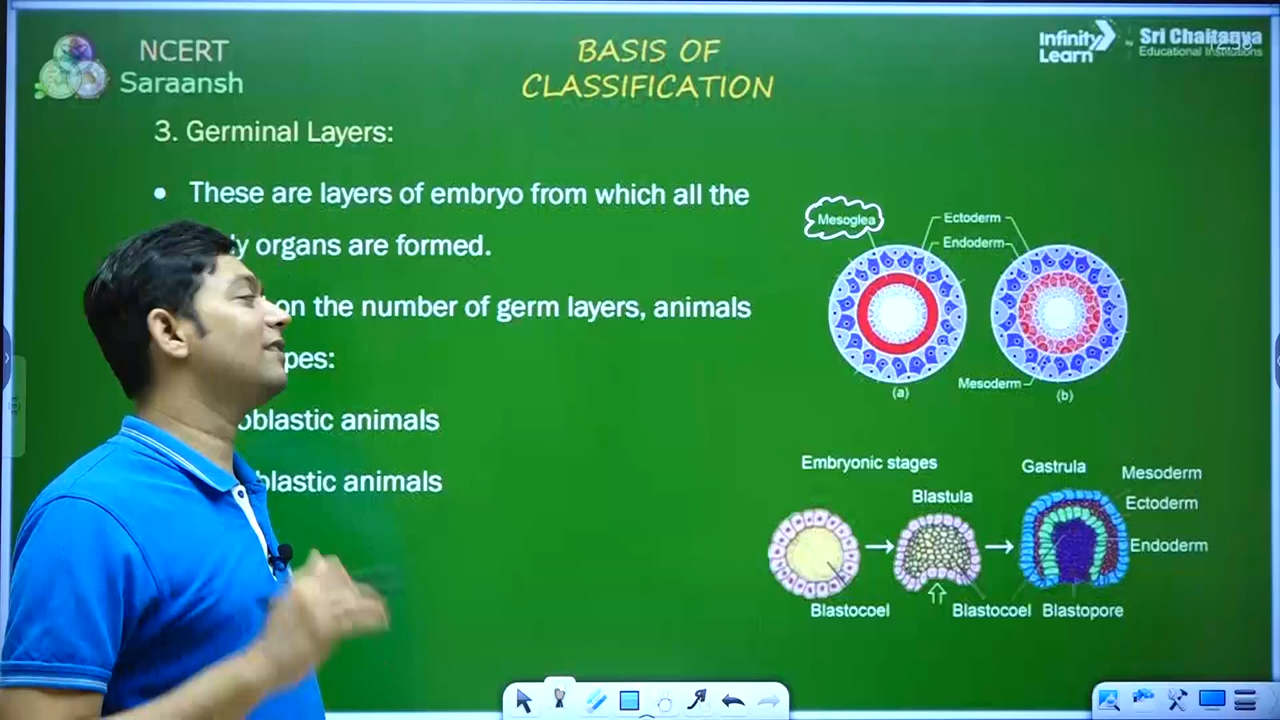 NCERT
Saraansh
BASIS OF
CLASSIFICATION
Infinity
Learn
Sri Chaitanya
Educational Institutions
3. Germinal Layers:
• These are layers of embryo from which all the
y organs are formed.
on the number of germ layers, animals
pes:
oblastic animals
blastic animals
Mesoglea
Ectoderm
Endoderm
Mesoderm
(a)
(b)
Embryonic stages
Gastrula
Mesoderm
Blastula
Ectoderm
Endoderm
Blastocoel
Blastocoel
Blastopore